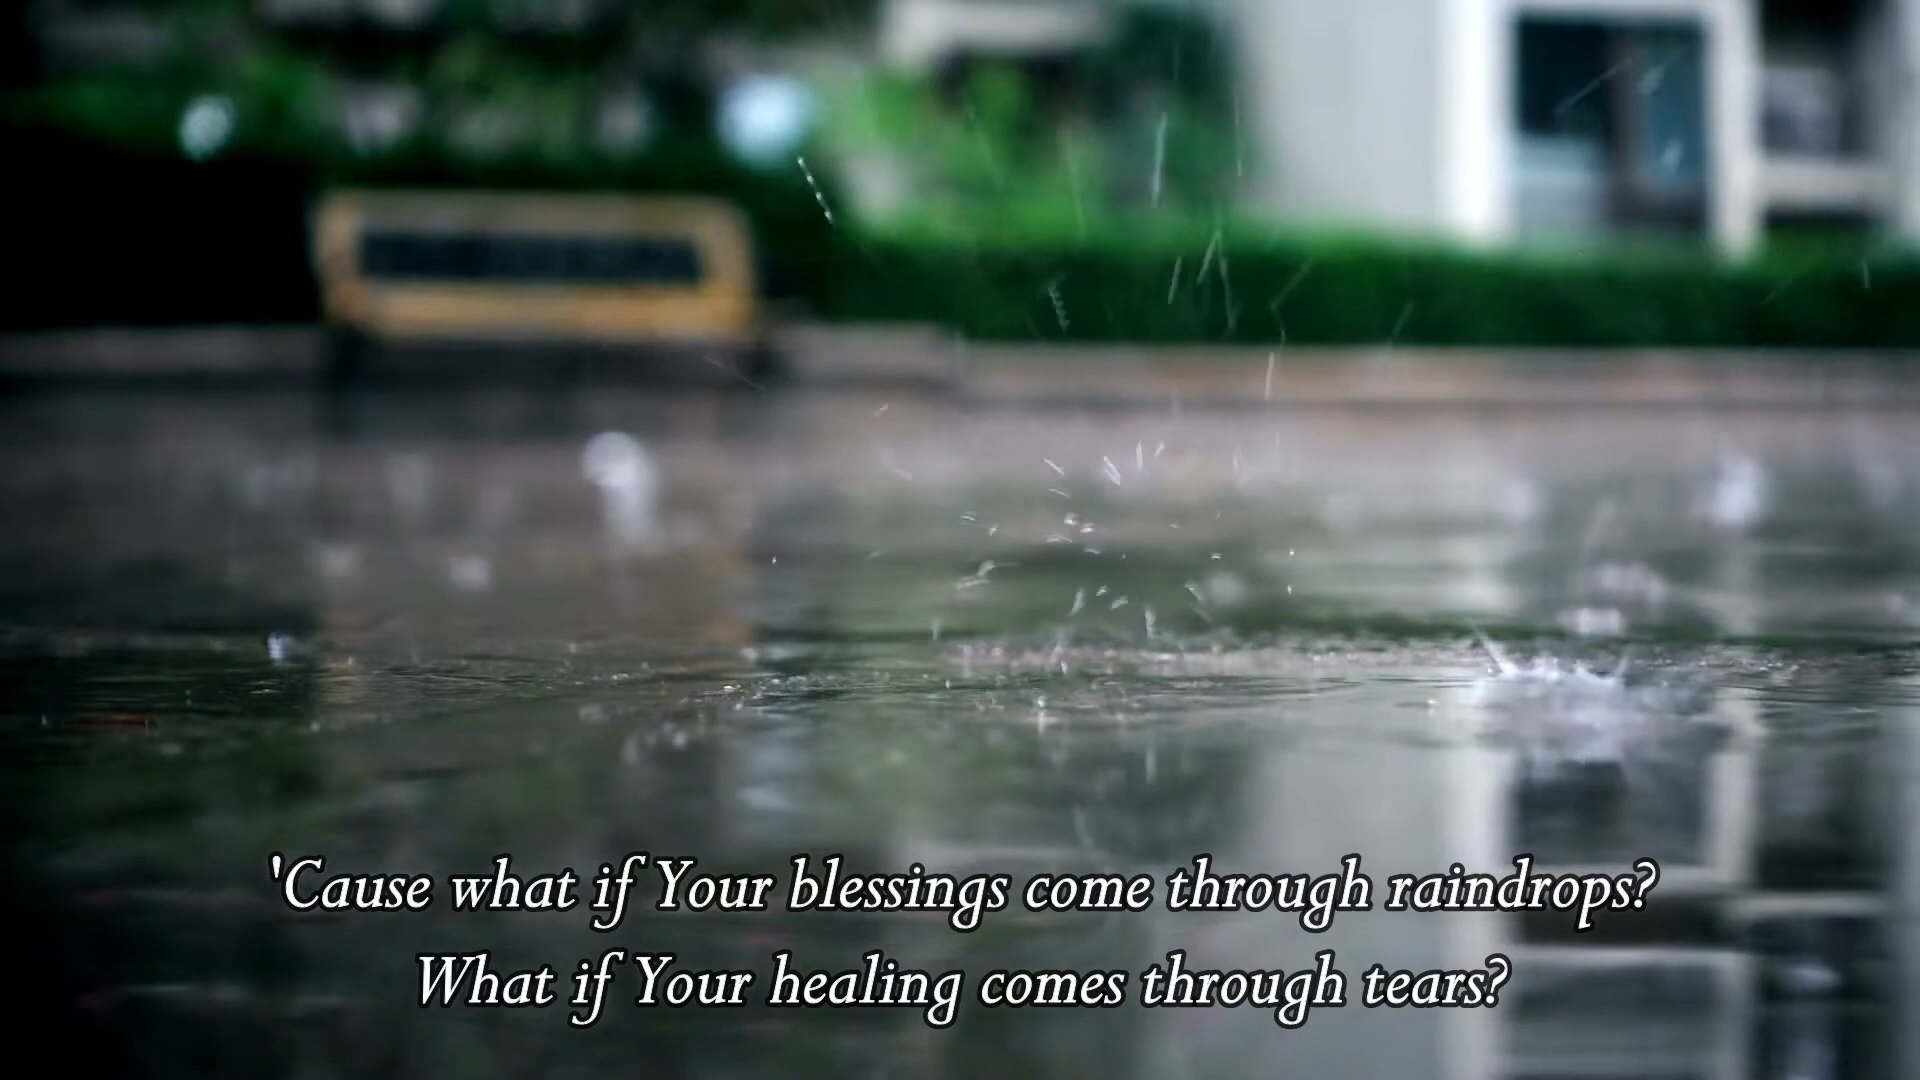 'Cause what if Your blessings come through raindrops?
What if Your healing comes through tears?